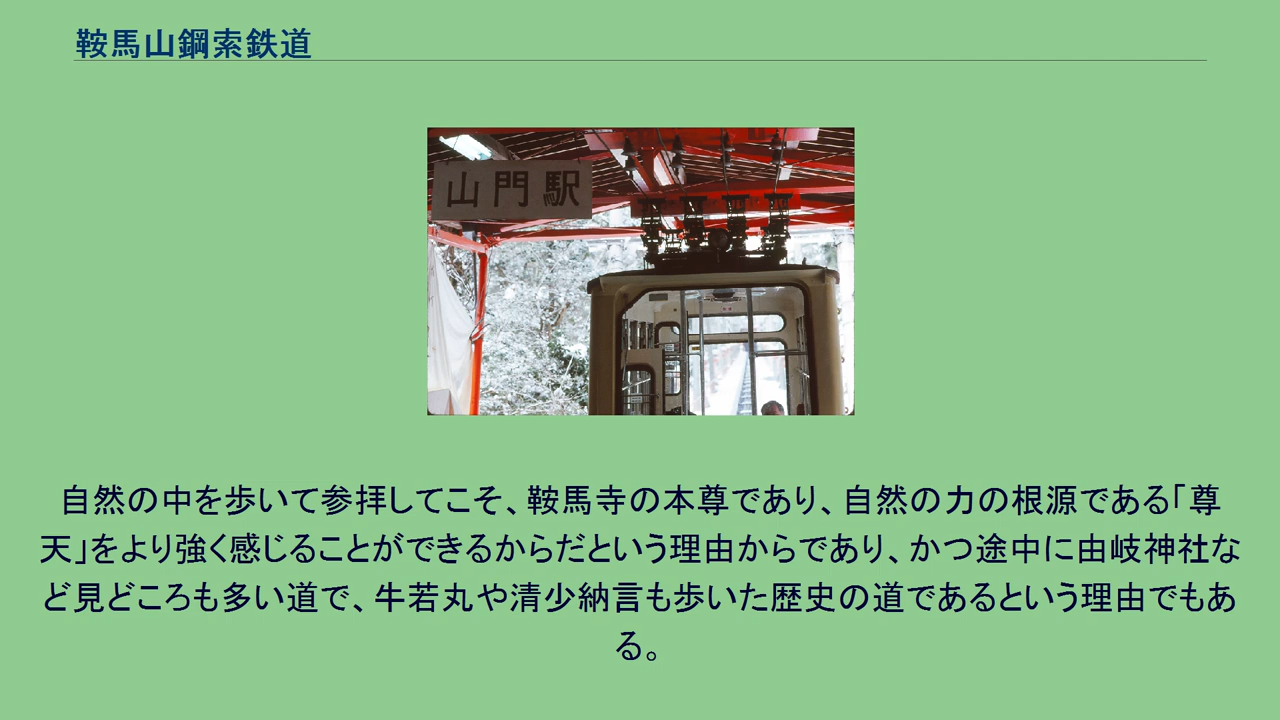 鞍馬山鋼索鉄道
山門駅
自然の中を歩いて参拝してこそ、鞍馬寺の本尊であり、自然の力の根源である「尊
天」をより強く感じることができるからだという理由からであり、かつ途中に由岐神社な
ど見どころも多い道で、牛若丸や清少納言も歩いた歴史の道であるという理由でもあ
る。